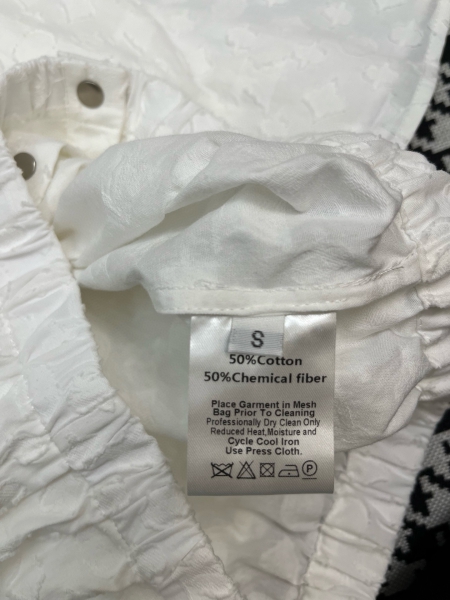 S
50%Cotton
50%Chemical fiber
Place Garment in Mesh
Bag Prior To Cleaning
Professionally Dry Clean Only
Reduced Heat,Moisture and
Cycle Cool Iron
Use Press Cloth.
P